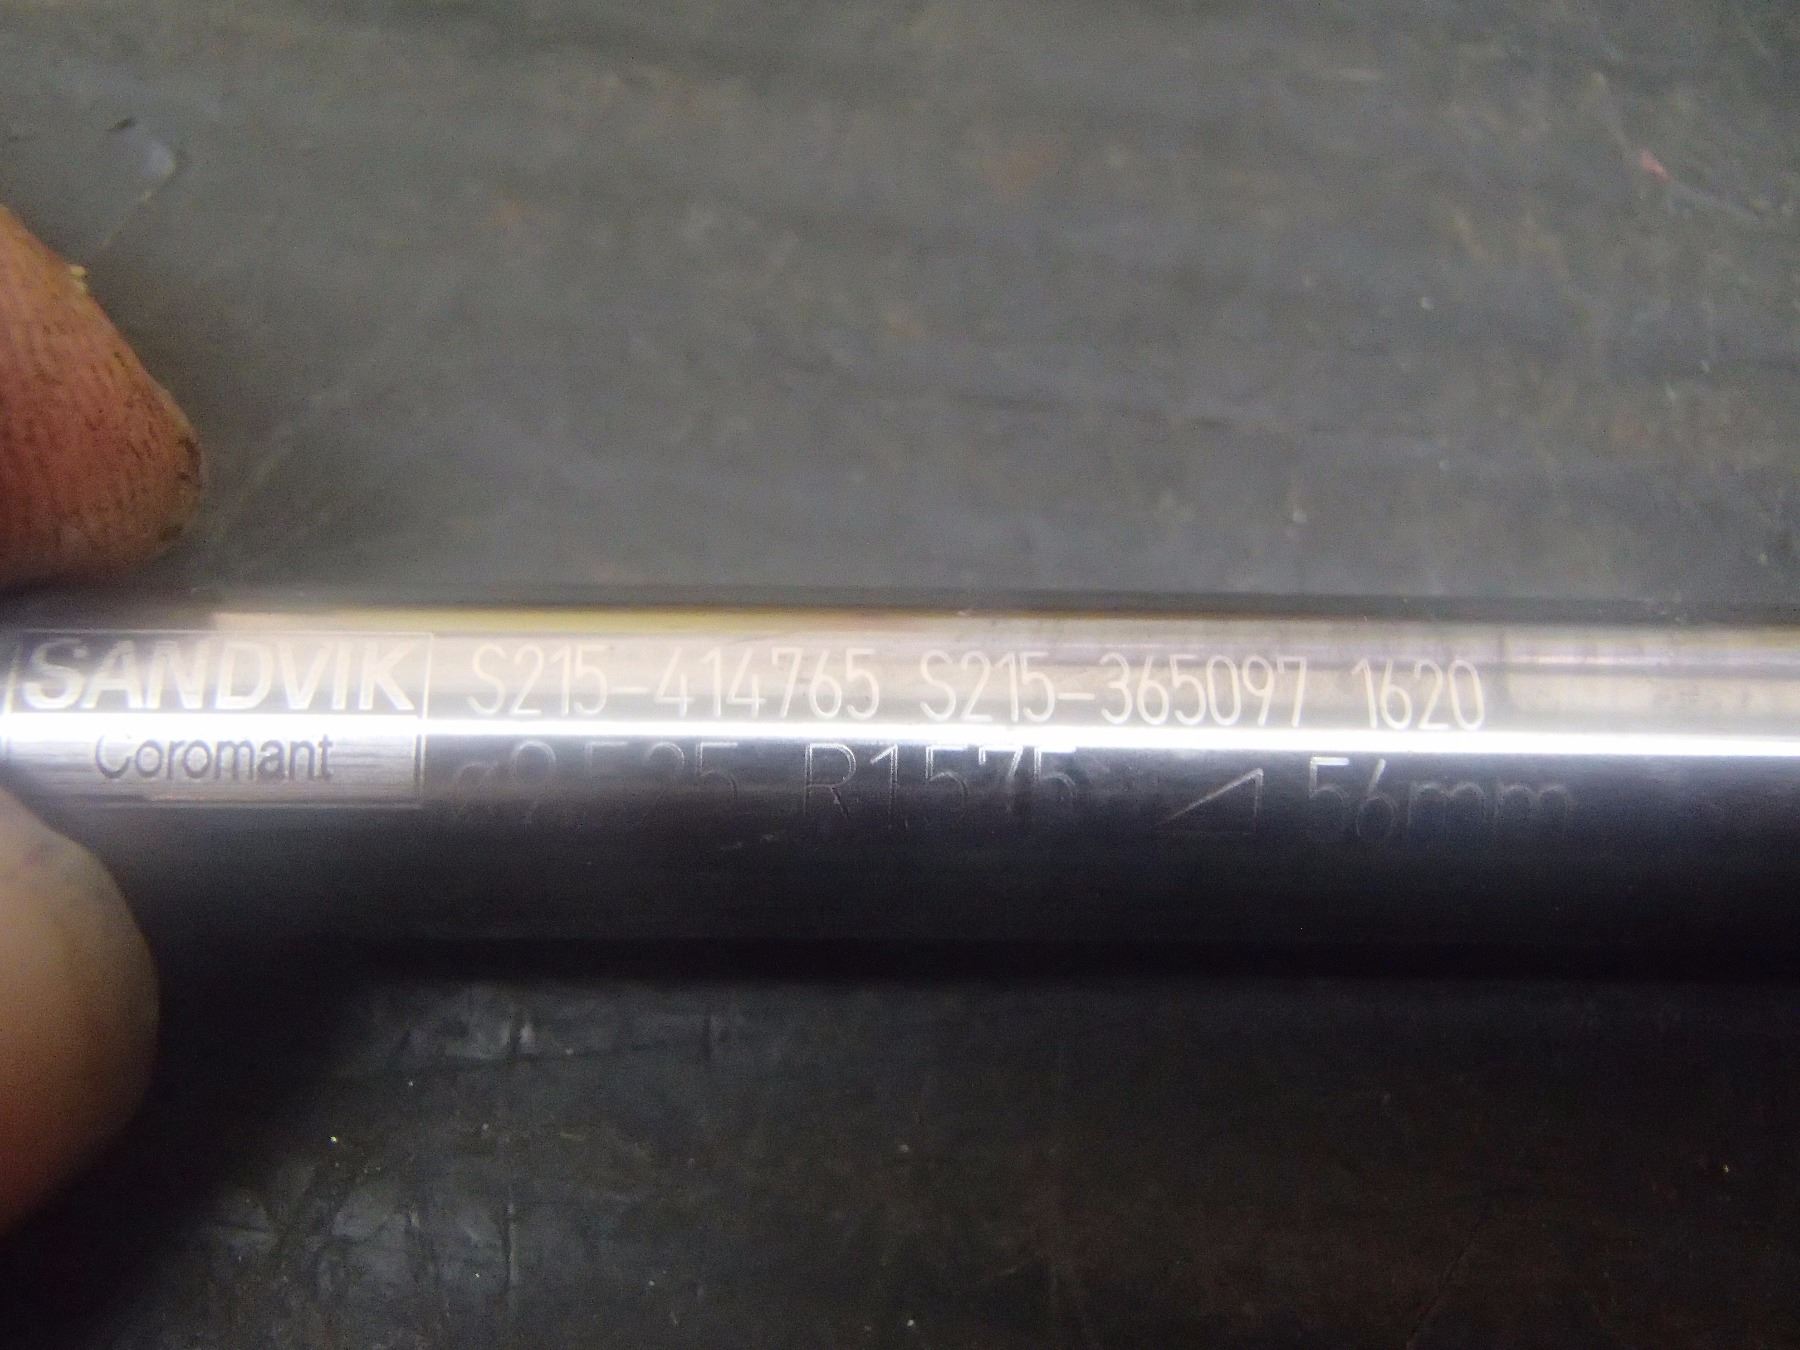 SANDVIK S215-414765 S215-365097 1620
Coromant ø9.525 R1575 ⊿ 56mm